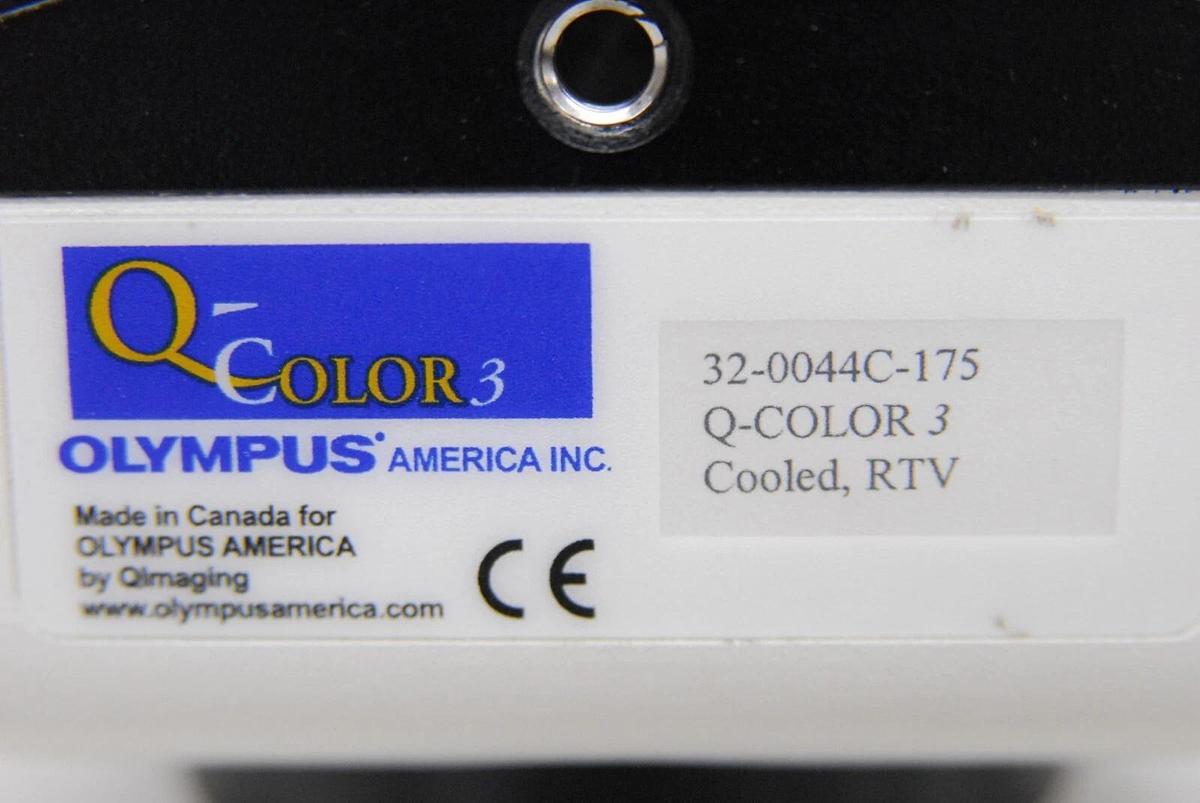 Q-COLOR 3
OLYMPUS AMERICA INC.
Made in Canada for
OLYMPUS AMERICA
by QImaging
www.olympusamerica.com
CE
32-0044C-175
Q-COLOR 3
Cooled, RTV